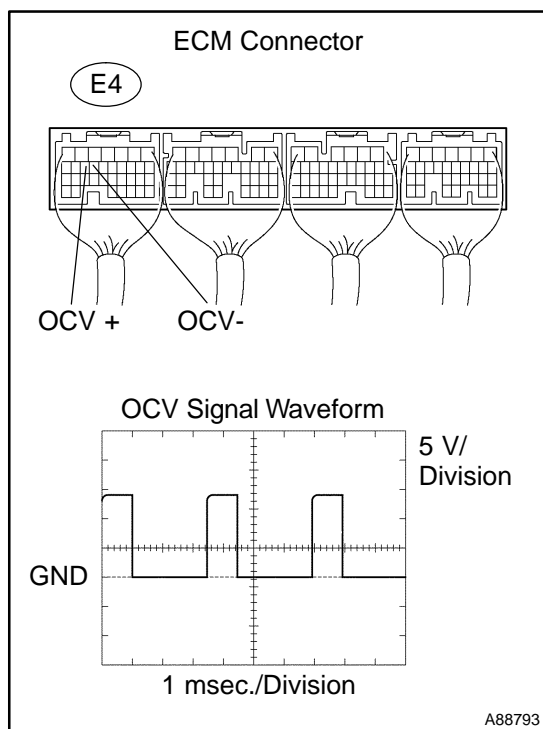 ECM Connector
E4
OCV + OCV-
OCV Signal Waveform
5 V/
Division
GND
1 msec./Division
A88793